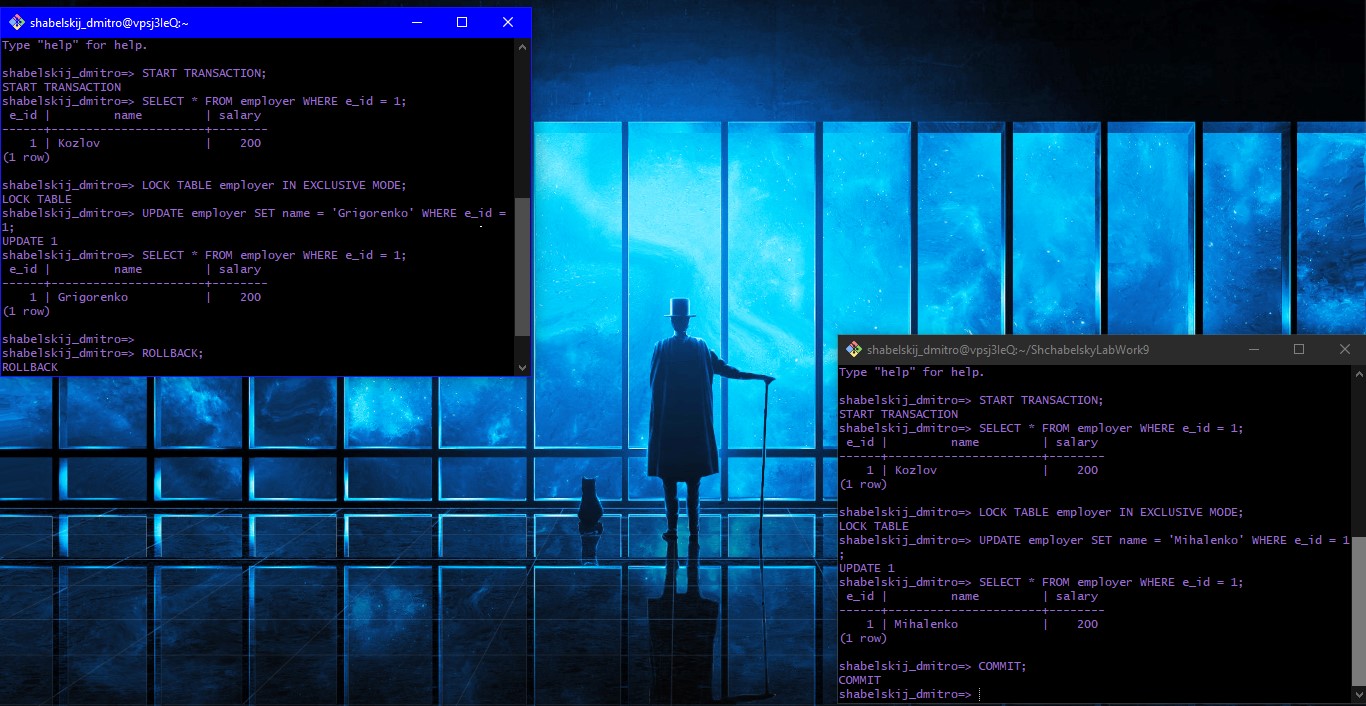 shabelskij_dmitro@vpsj3leQ:~
Type "help" for help.
shabelskij_dmitro=> START TRANSACTION;
START TRANSACTION
shabelskij_dmitro=> SELECT * FROM employer WHERE e_id = 1;
 e_id |         name         | salary
------+----------------------+--------
    1 | Kozlov               |    200
(1 row)
shabelskij_dmitro=> LOCK TABLE employer IN EXCLUSIVE MODE;
LOCK TABLE
shabelskij_dmitro=> UPDATE employer SET name = 'Grigorenko' WHERE e_id =
1;
UPDATE 1
shabelskij_dmitro=> SELECT * FROM employer WHERE e_id = 1;
 e_id |         name         | salary
------+----------------------+--------
    1 | Grigorenko           |    200
(1 row)
shabelskij_dmitro=>
shabelskij_dmitro=> ROLLBACK;
ROLLBACK
shabelskij_dmitro@vpsj3leQ:~/ShchabelskyLabWork9
Type "help" for help.
shabelskij_dmitro=> START TRANSACTION;
START TRANSACTION
shabelskij_dmitro=> SELECT * FROM employer WHERE e_id = 1;
 e_id |         name         | salary
------+----------------------+--------
    1 | Kozlov               |    200
(1 row)
shabelskij_dmitro=> LOCK TABLE employer IN EXCLUSIVE MODE;
LOCK TABLE
shabelskij_dmitro=> UPDATE employer SET name = 'Mihalenko' WHERE e_id = 1
;
UPDATE 1
shabelskij_dmitro=> SELECT * FROM employer WHERE e_id = 1;
 e_id |         name         | salary
------+----------------------+--------
    1 | Mihalenko            |    200
(1 row)
shabelskij_dmitro=> COMMIT;
COMMIT
shabelskij_dmitro=>